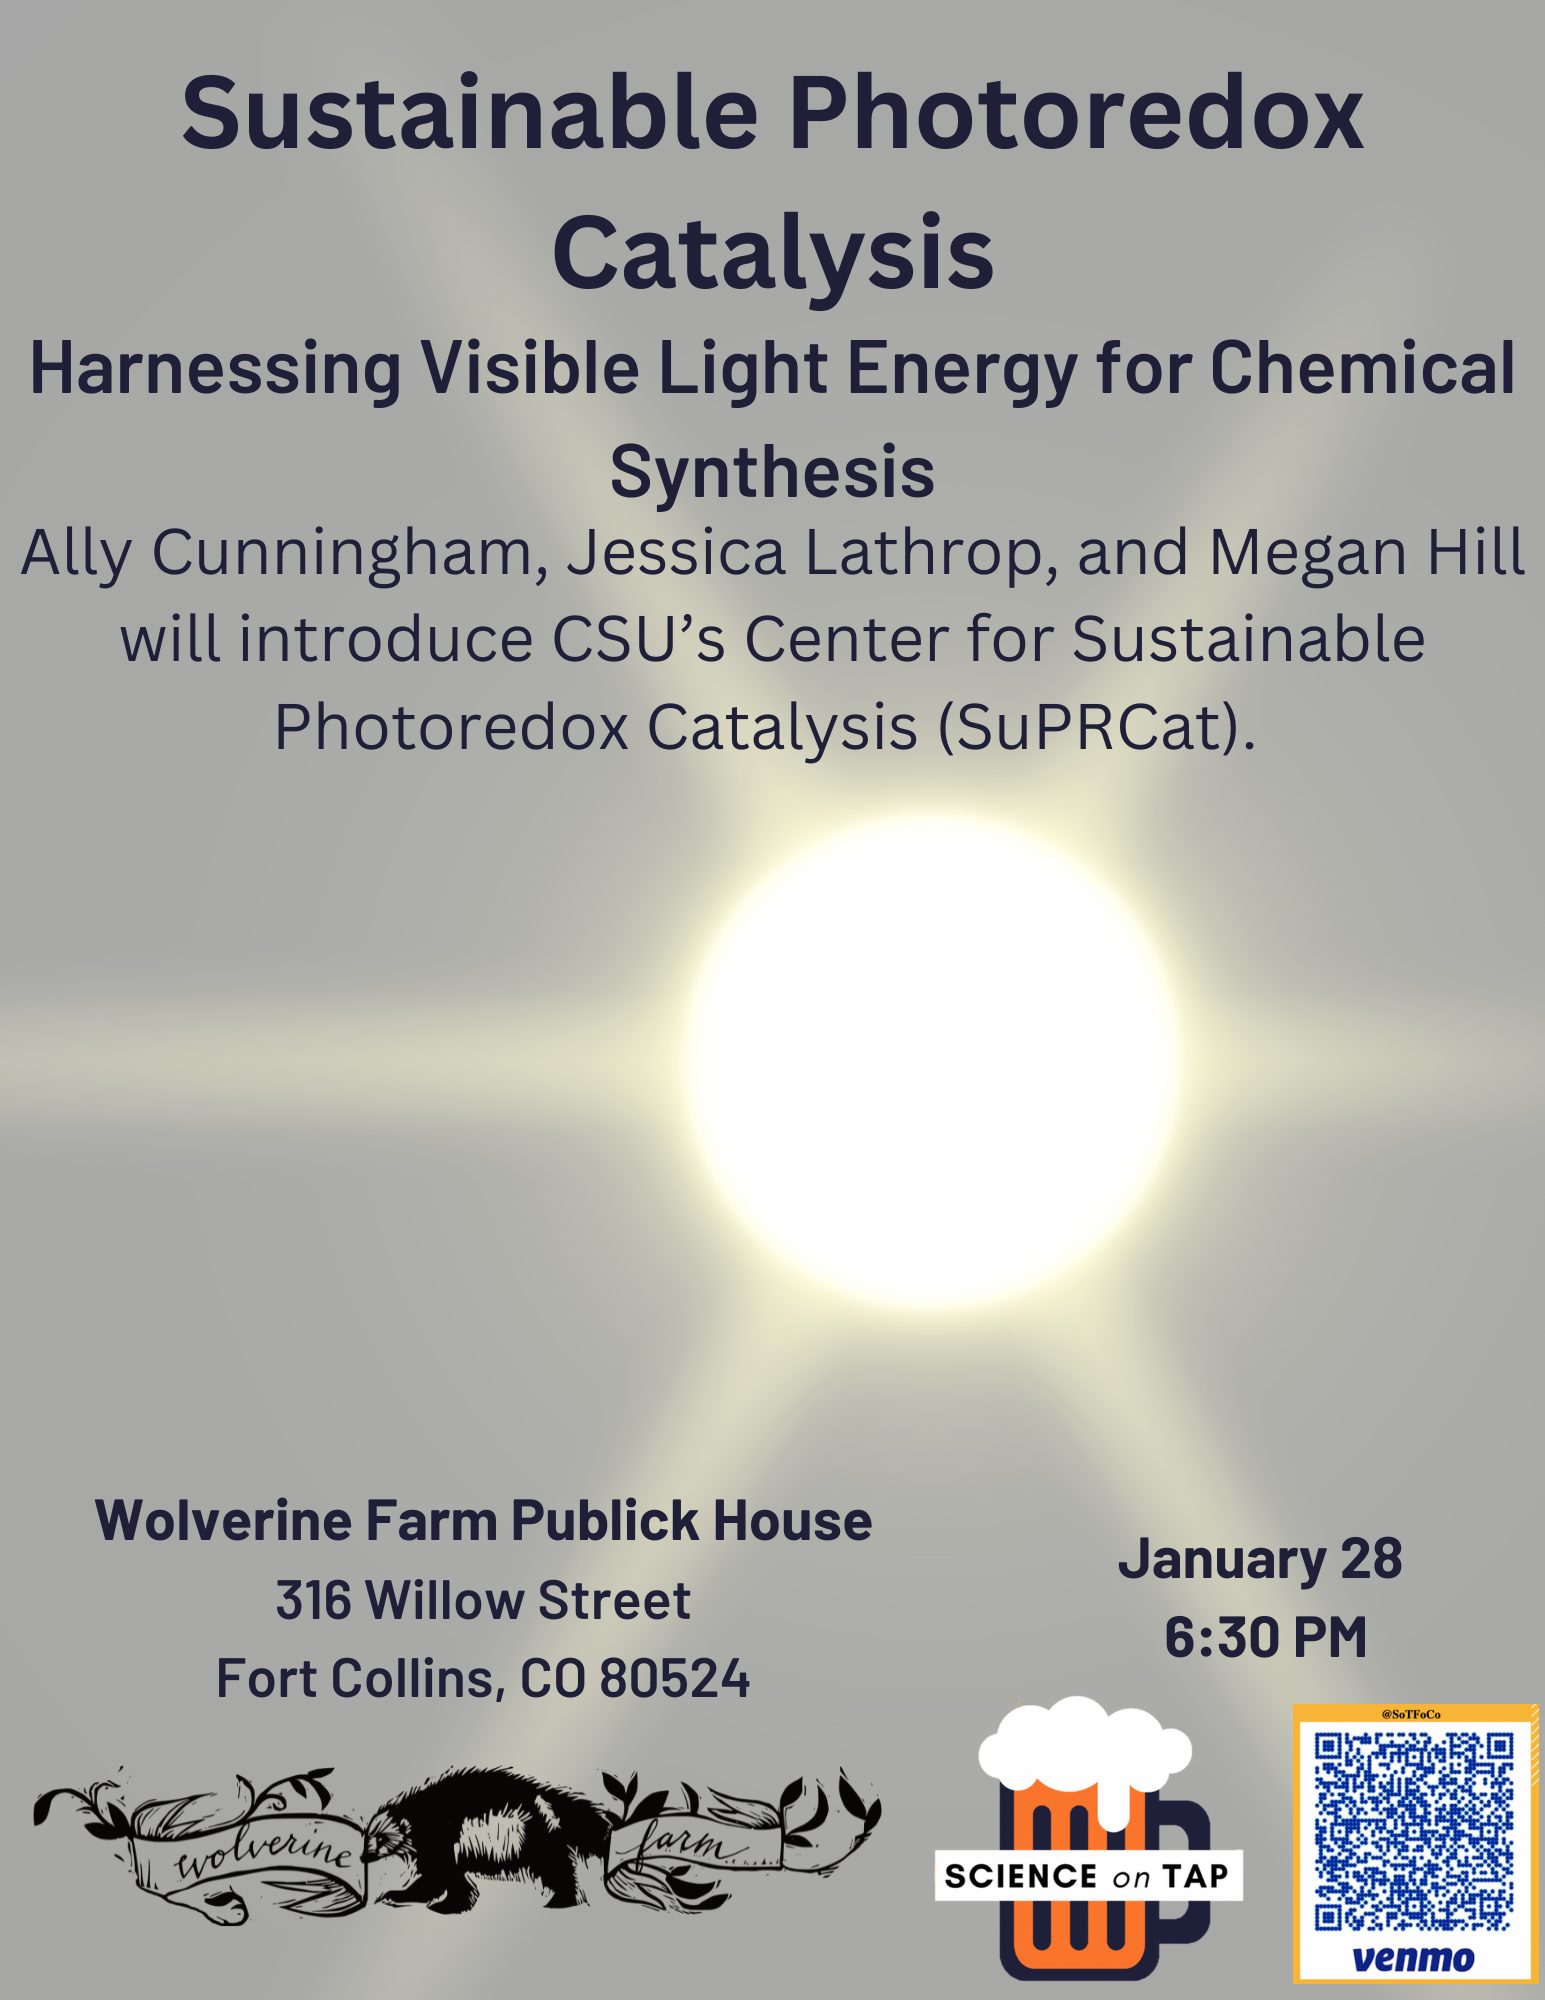 Sustainable Photoredox
Catalysis
Harnessing Visible Light Energy for Chemical
Synthesis
Ally Cunningham, Jessica Lathrop, and Megan Hill
will introduce CSU’s Center for Sustainable
Photoredox Catalysis (SuPRCat).
Wolverine Farm Publick House
316 Willow Street
Fort Collins, CO 80524
January 28
6:30 PM
wolverine farm
SCIENCE on TAP
@SoTFoCo
venmo